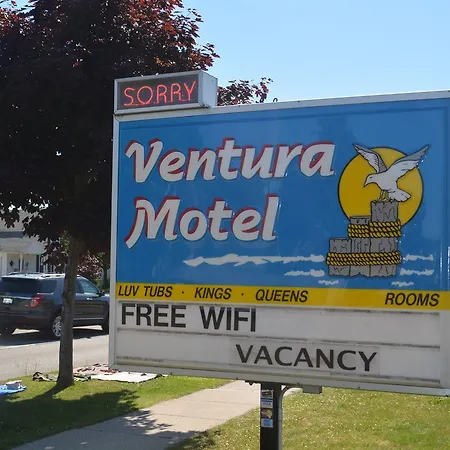 SORRY
Ventura
Motel
LUV TUBS · KINGS · QUEENS ROOMS
FREE WIFI
VACANCY